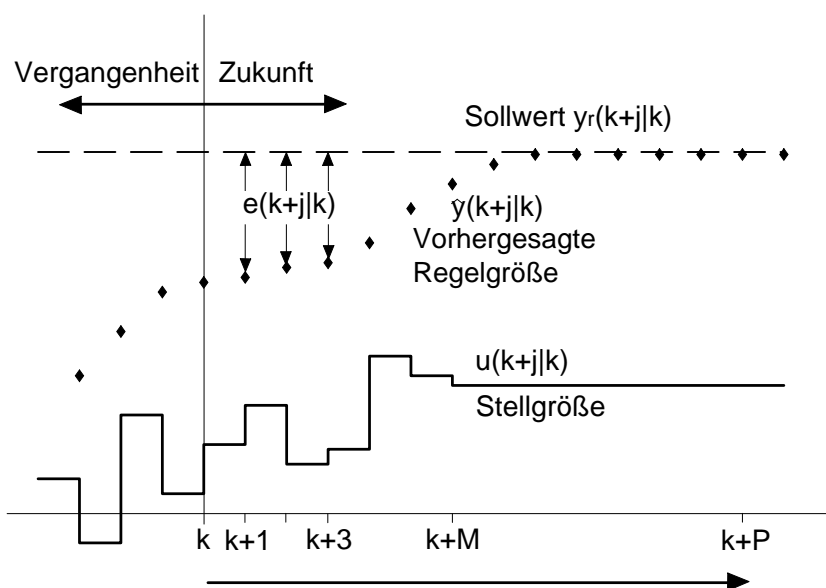 Vergangenheit Zukunft
Sollwert yr(k+j|k)
e(k+j|k)
ŷ(k+j|k)
Vorhergesagte
Regelgröße
u(k+j|k)
Stellgröße
k k+1 k+3 k+M k+P